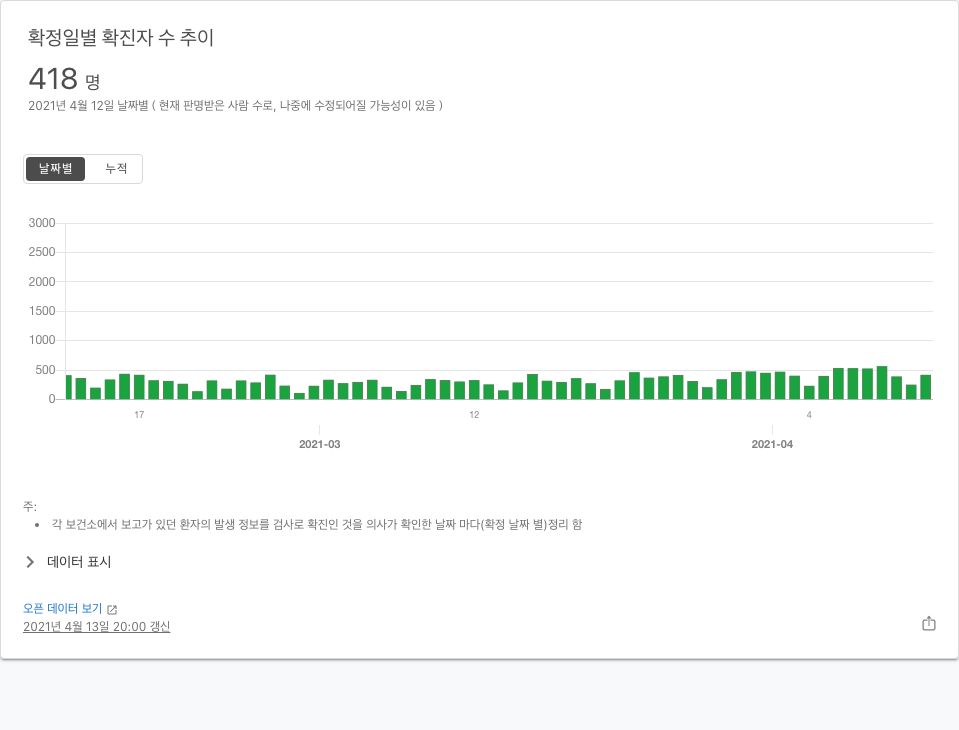 확정일별 확진자 수 추이
418 명
2021년 4월 12일 날짜별 ( 현재 판명받은 사람 수로, 나중에 수정되어질 가능성이 있음 )
날짜별 누적
3000
2500
2000
1500
1000
500
0
17 12 4
2021-03 2021-04
주:
• 각 보건소에서 보고가 있던 환자의 발생 정보를 검사로 확진인 것을 의사가 확인한 날짜 마다(확정 날짜 별)정리 함
데이터 표시
오픈 데이터 보기
2021년 4월 13일 20:00 갱신